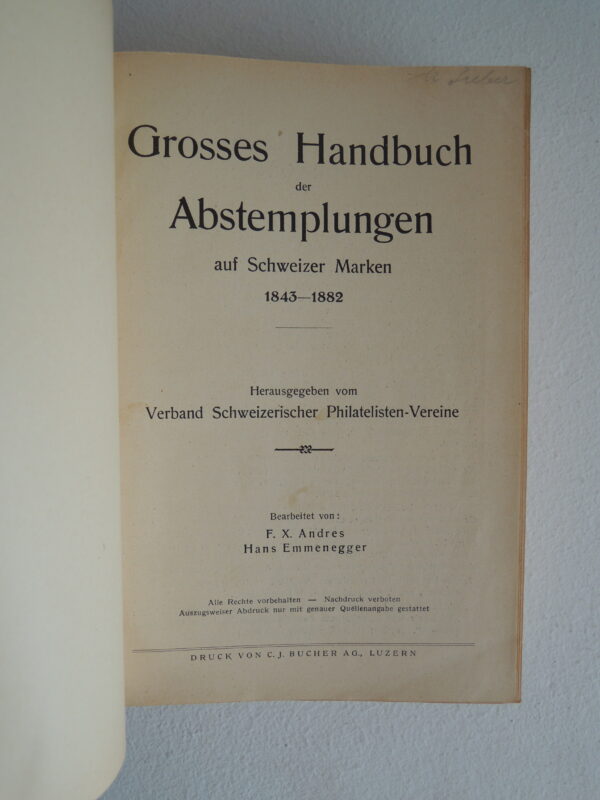 Grosses Handbuch
der
Abstemplungen
auf Schweizer Marken
1843—1882
Herausgegeben vom
Verband Schweizerischer Philatelisten-Vereine
Bearbeitet von:
F. X. Andres
Hans Emmenegger
Alle Rechte vorbehalten — Nachdruck verboten
Auszugsweiser Abdruck nur mit genauer Quellenangabe gestattet
DRUCK VON C. J. BUCHER AG., LUZERN